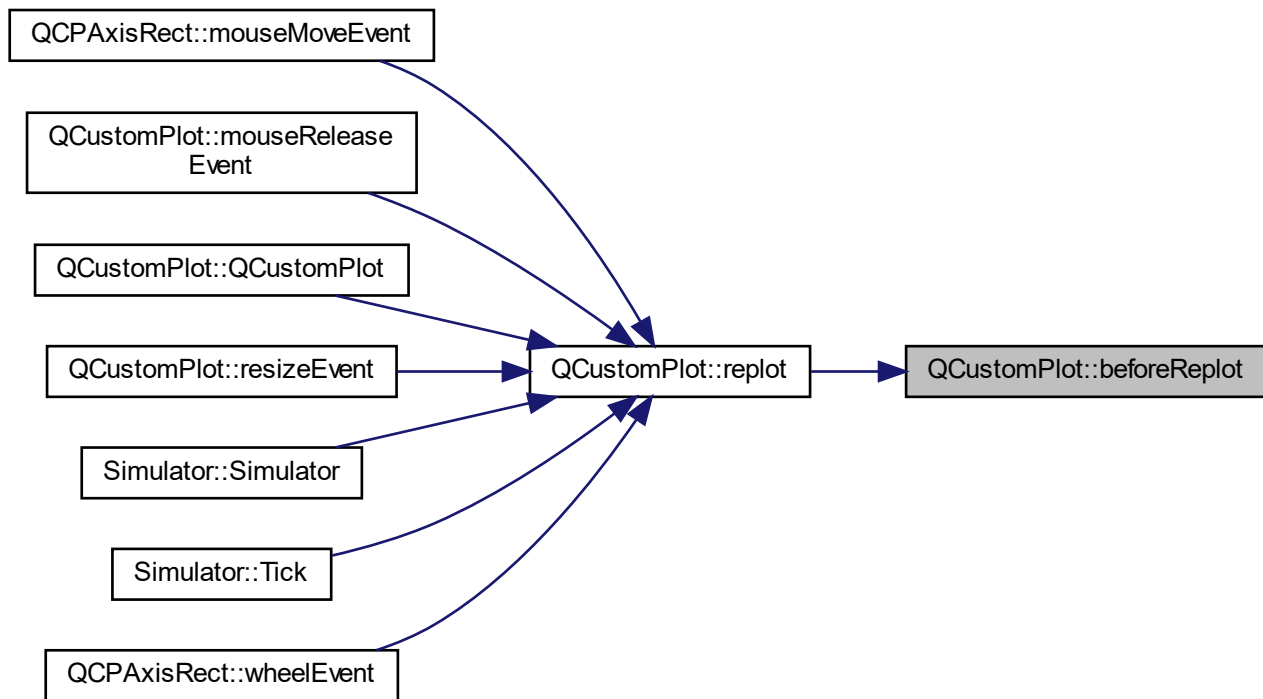 QCPAxisRect::mouseMoveEvent
QCustomPlot::mouseRelease
Event
QCustomPlot::QCustomPlot
QCustomPlot::resizeEvent
QCustomPlot::replot
QCustomPlot::beforeReplot
Simulator::Simulator
Simulator::Tick
QCPAxisRect::wheelEvent